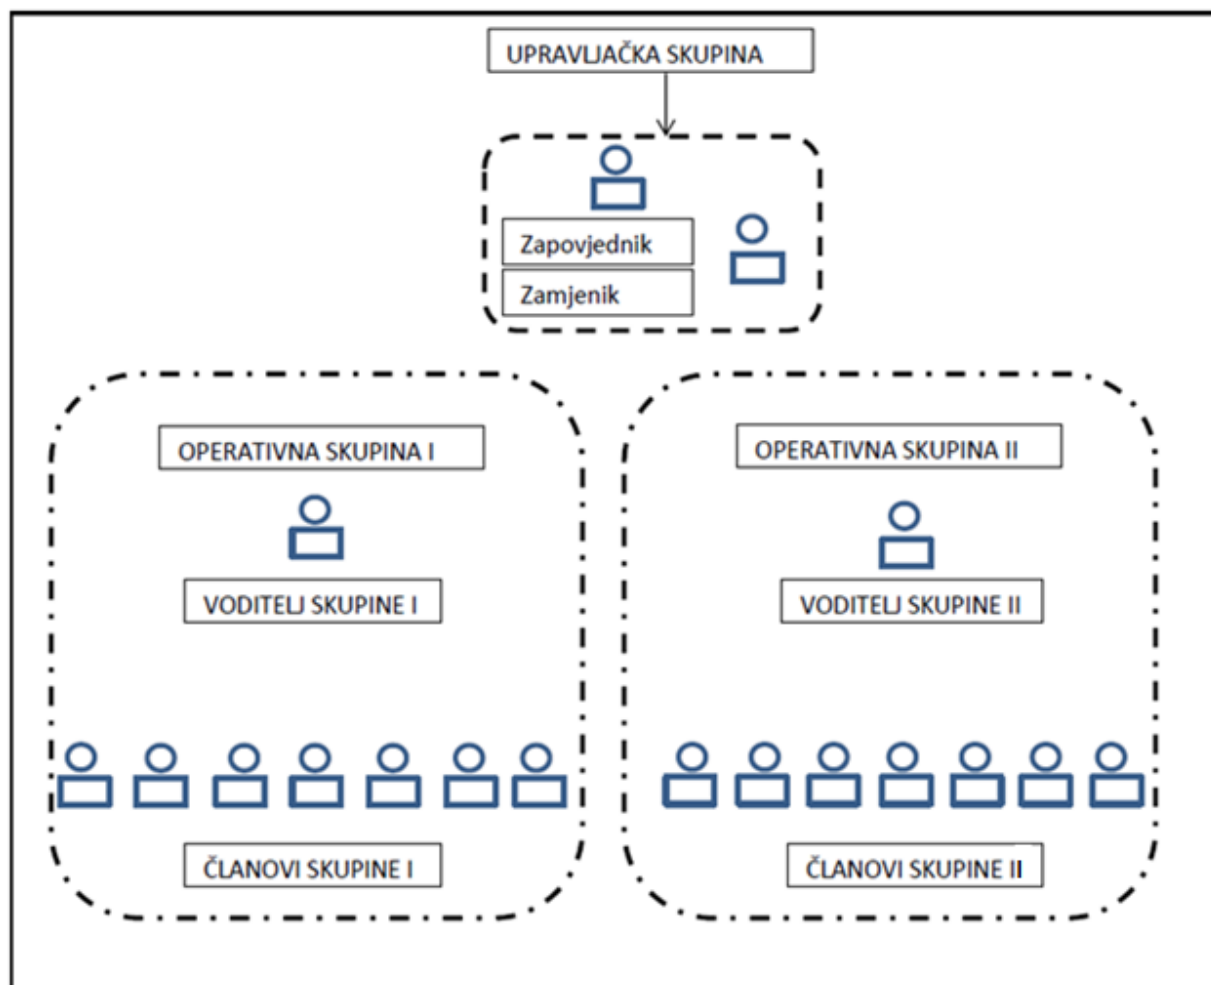 UPRAVLJAČKA SKUPINA
Zapovjednik
Zamjenik
OPERATIVNA SKUPINA I
VODITELJ SKUPINE I
ČLANOVI SKUPINE I
OPERATIVNA SKUPINA II
VODITELJ SKUPINE II
ČLANOVI SKUPINE II